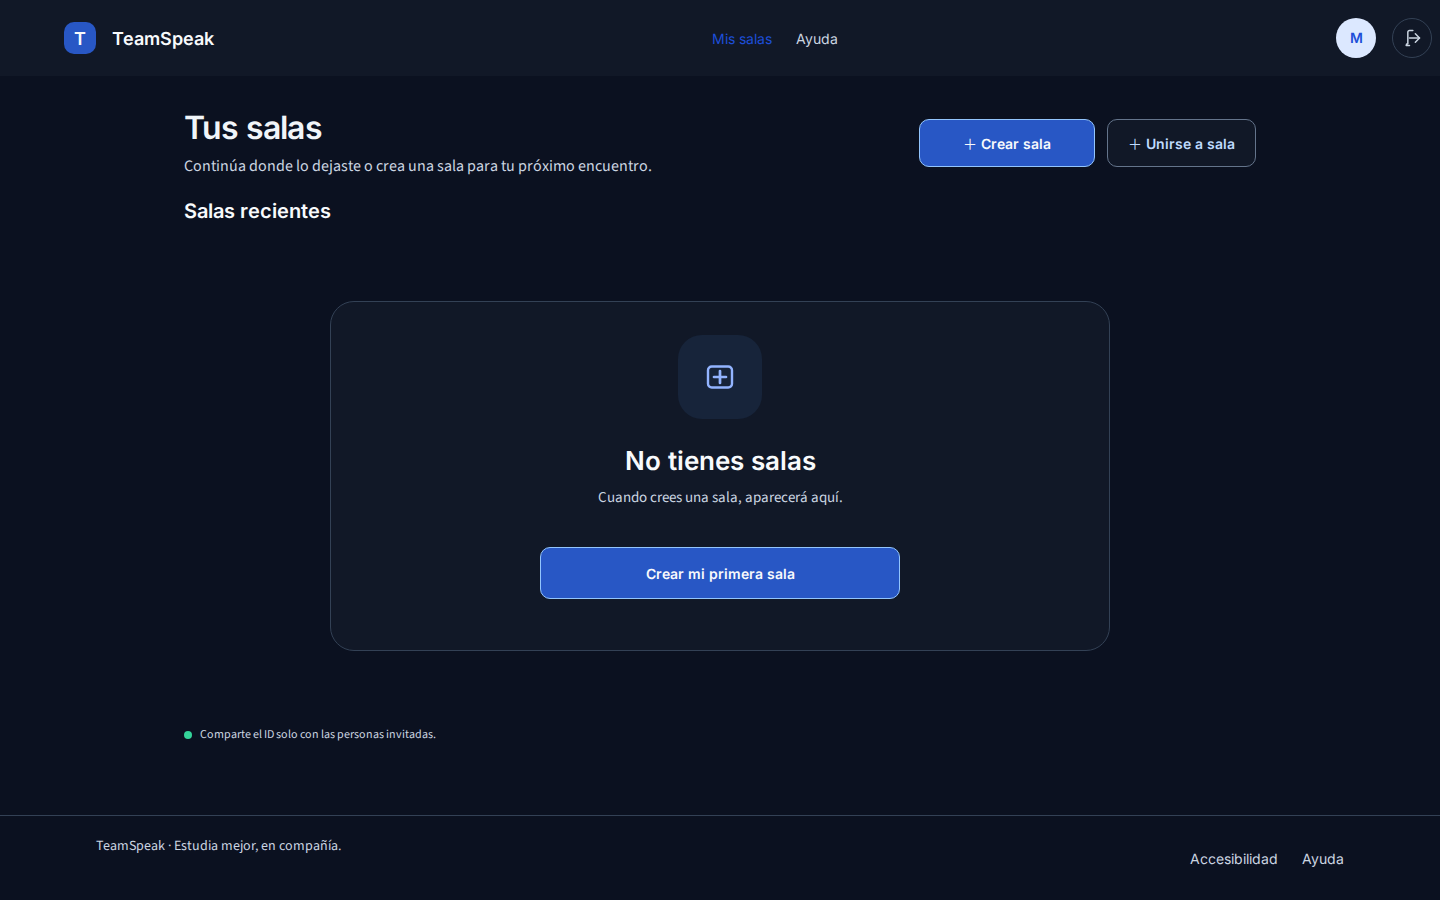 T TeamSpeak
Mis salas
Ayuda
M
Tus salas
Continúa donde lo dejaste o crea una sala para tu próximo encuentro.
+ Crear sala
+ Unirse a sala
Salas recientes
No tienes salas
Cuando crees una sala, aparecerá aquí.
Crear mi primera sala
Comparte el ID solo con las personas invitadas.
TeamSpeak · Estudia mejor, en compañía.
Accesibilidad
Ayuda